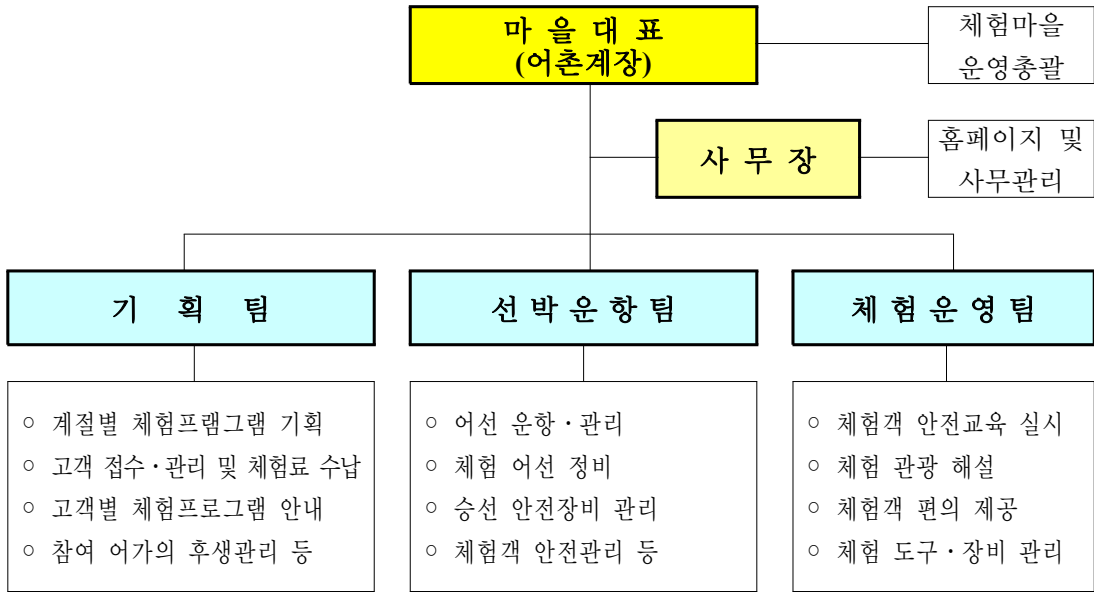 마 을 대 표
(어촌계장)
체험마을
운영총괄
사 무 장
홈페이지 및
사무관리
기 획 팀
선 박 운 항 팀
체 험 운 영 팀
○ 계절별 체험프램그램 기획
○ 고객 접수·관리 및 체험료 수납
○ 고객별 체험프로그램 안내
○ 참여 어가의 후생관리 등
○ 어선 운항·관리
○ 체험 어선 정비
○ 승선 안전장비 관리
○ 체험객 안전관리 등
○ 체험객 안전교육 실시
○ 체험 관광 해설
○ 체험객 편의 제공
○ 체험 도구·장비 관리